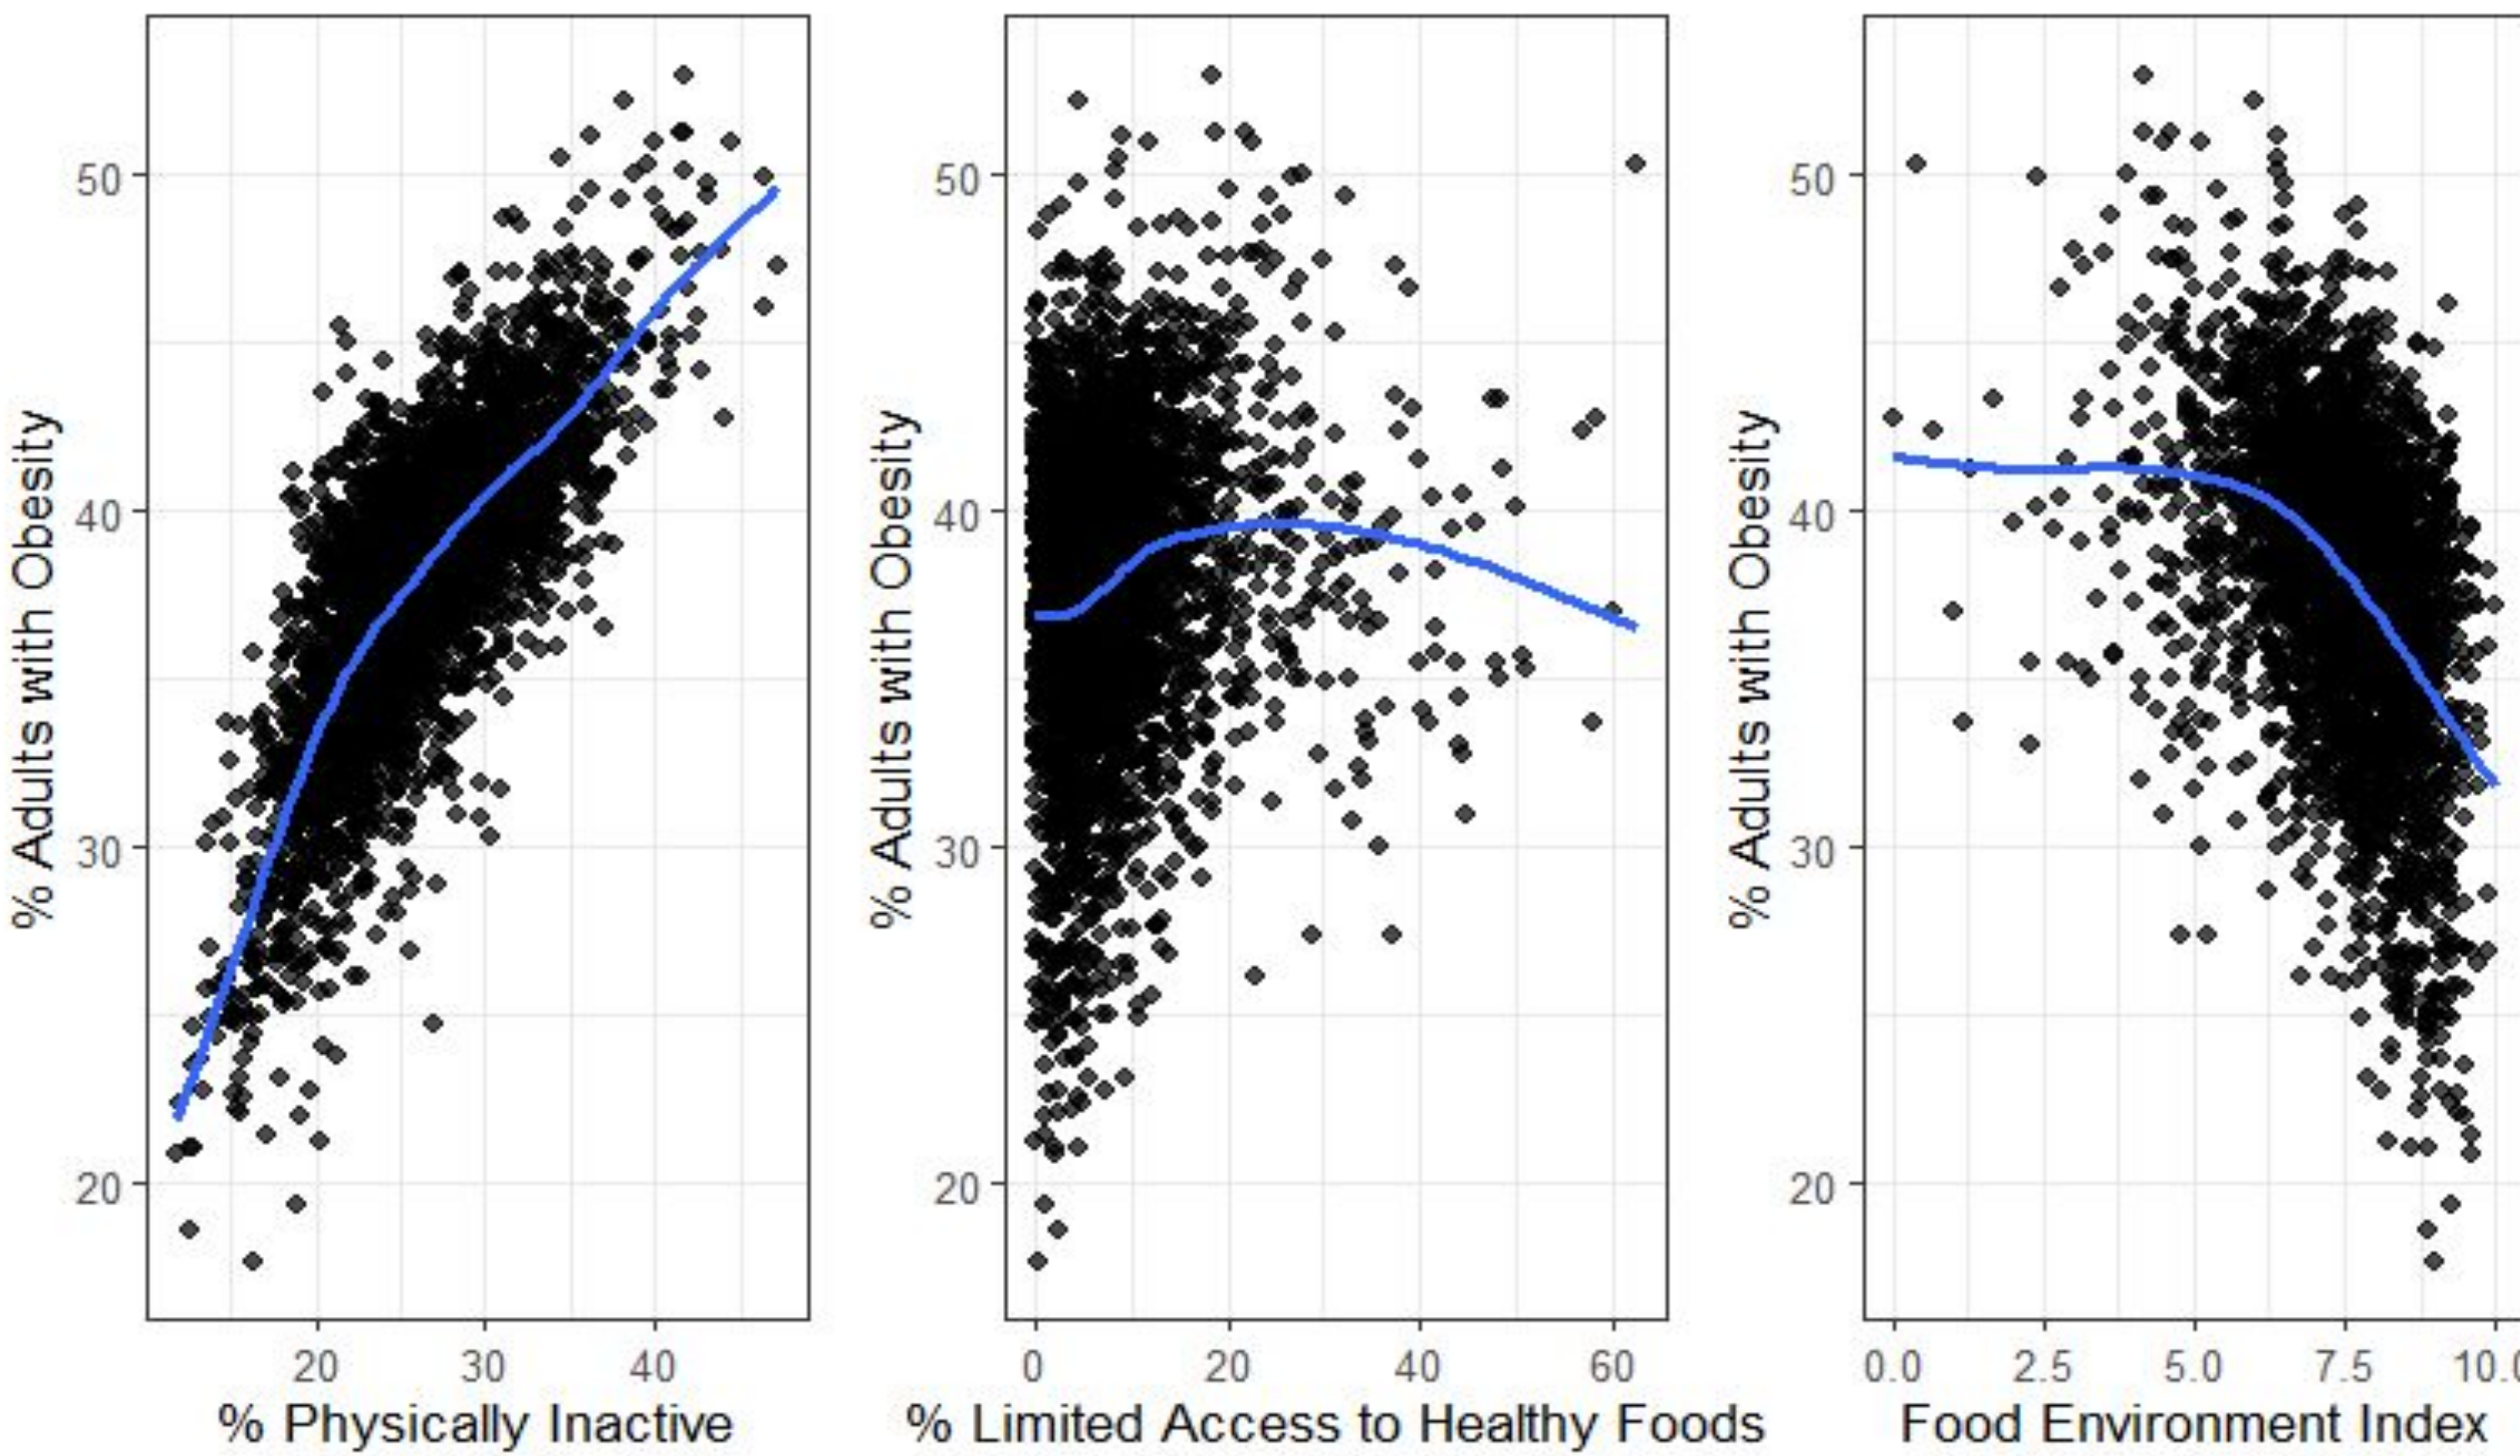 % Adults with Obesity
50
40
30
20
20 30 40
% Physically Inactive
% Adults with Obesity
50
40
30
20
0 20 40 60
% Limited Access to Healthy Foods
% Adults with Obesity
50
40
30
20
0.0 2.5 5.0 7.5 10.0
Food Environment Index